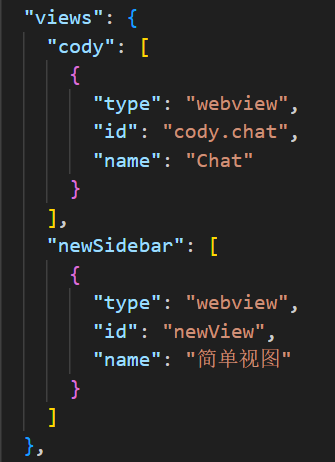 "views": {
"cody": [
{
"type": "webview",
"id": "cody.chat",
"name": "Chat"
}
],
"newSidebar": [
{
"type": "webview",
"id": "newView",
"name": "简单视图"
}
]
},